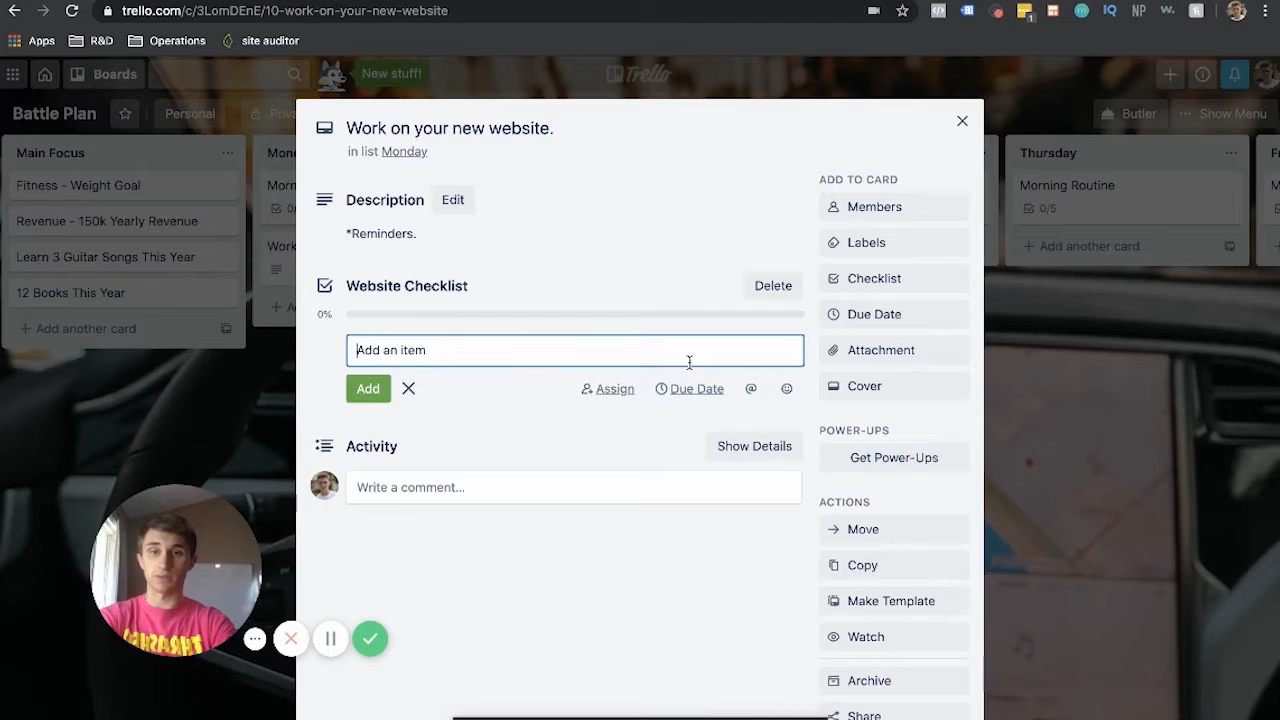 trello.com/c/3LomDEnE/10-work-on-your-new-website
1
IQ
NP
Apps
R&D
Operations
site auditor
Boards
New stuff!
Trello
Battle Plan
Personal
Butler
Show Menu
Main Focus
Fitness - Weight Goal
Revenue - 150k Yearly Revenue
Learn 3 Guitar Songs This Year
12 Books This Year
+ Add another card
Work on your new website.
in list Monday
Description
Edit
*Reminders.
Website Checklist
Delete
0%
Add an item
Add
Assign
Due Date
@
Activity
Show Details
Write a comment...
ADD TO CARD
Members
Labels
Checklist
Due Date
Attachment
Cover
POWER-UPS
Get Power-Ups
ACTIONS
Move
Copy
Make Template
Watch
Archive
Share
Thursday
Morning Routine
0/5
+ Add another card